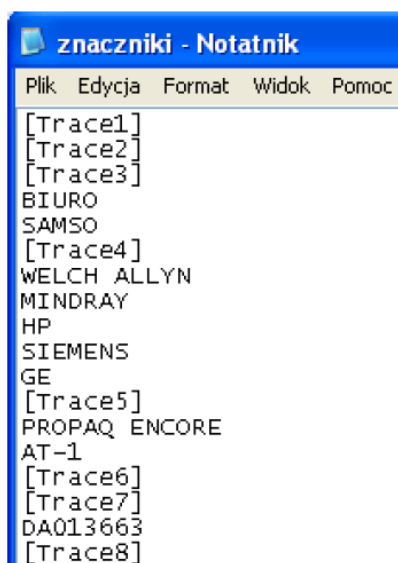 znaczniki - Notatnik
Plik Edycja Format Widok Pomoc
[Trace1]
[Trace2]
[Trace3]
BIURO
SAMSO
[Trace4]
WELCH ALLYN
MINDRAY
HP
SIEMENS
GE
[Trace5]
PROPAQ ENCORE
AT-1
[Trace6]
[Trace7]
DA013663
[Trace8]